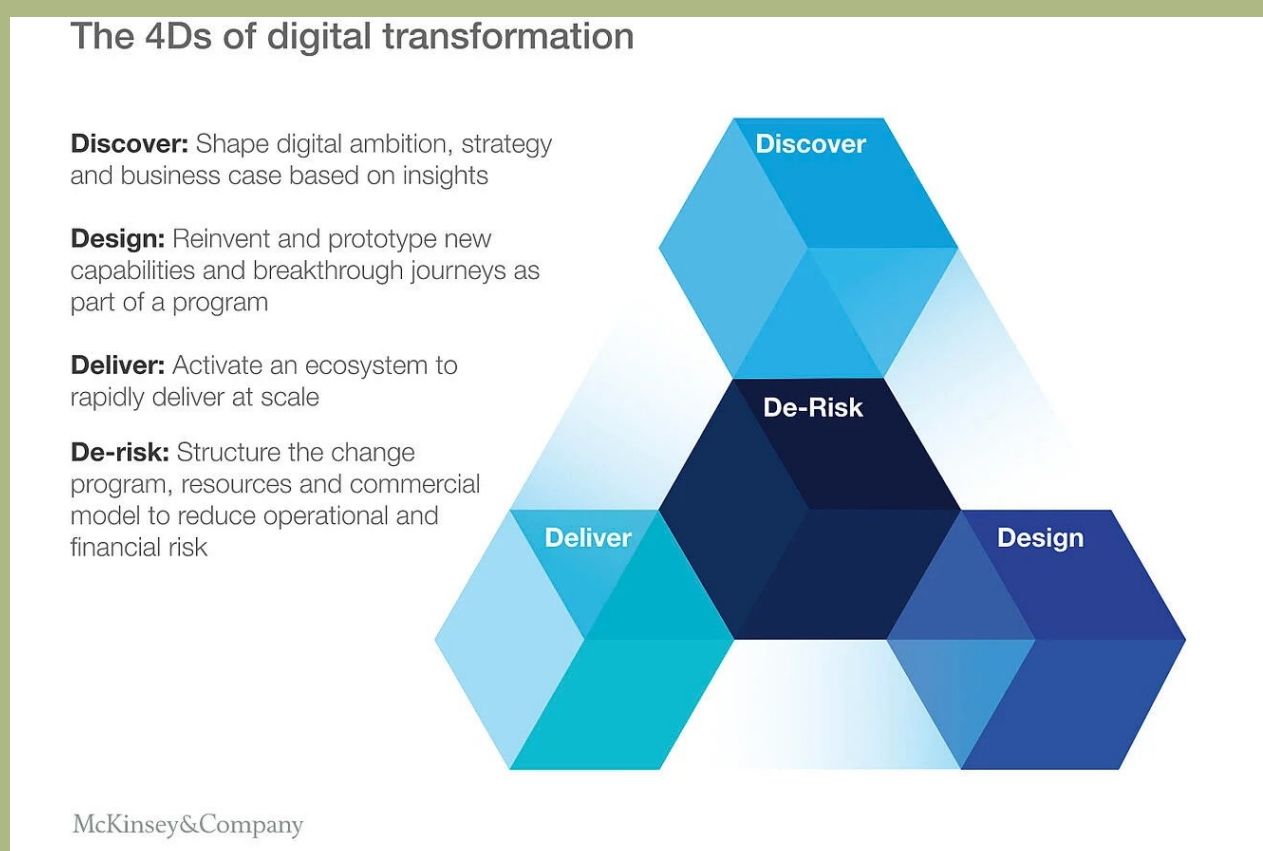 The 4Ds of digital transformation
Discover: Shape digital ambition, strategy
and business case based on insights
Design: Reinvent and prototype new
capabilities and breakthrough journeys as
part of a program
Deliver: Activate an ecosystem to
rapidly deliver at scale
De-risk: Structure the change
program, resources and commercial
model to reduce operational and
financial risk
Discover
De-Risk
Deliver
Design
McKinsey&Company